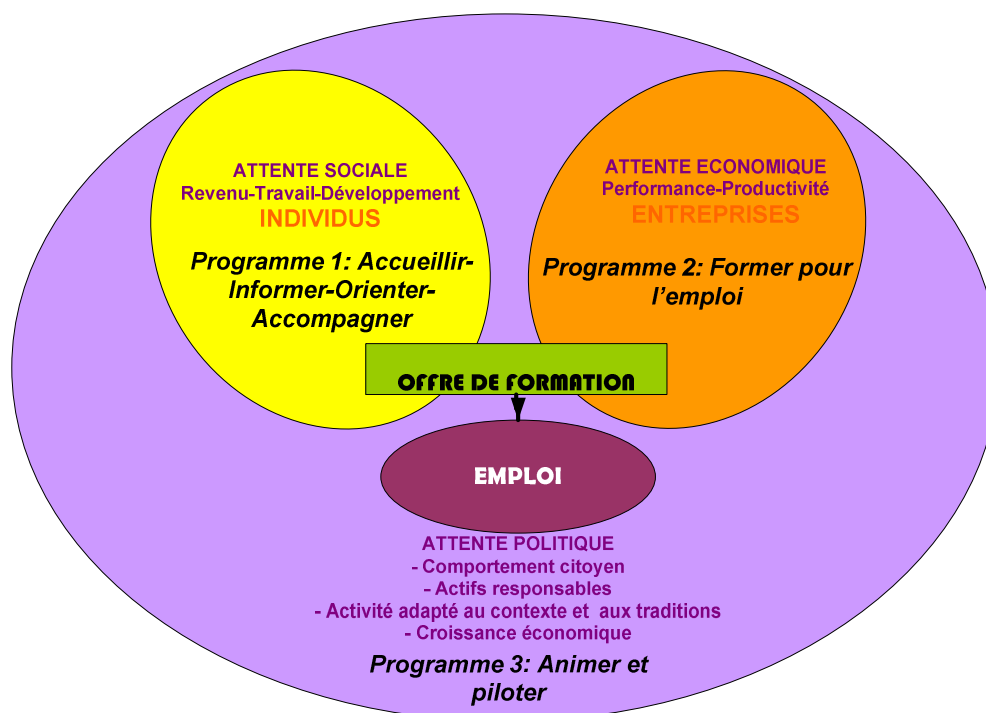 ATTENTE SOCIALE
Revenu-Travail-Développement
INDIVIDUS
Programme 1: Accueillir-
Informer-Orienter-
Accompagner
ATTENTE ECONOMIQUE
Performance-Productivité
ENTREPRISES
Programme 2: Former pour
l’emploi
OFFRE DE FORMATION
EMPLOI
ATTENTE POLITIQUE
- Comportement citoyen
- Actifs responsables
- Activité adapté au contexte et aux traditions
- Croissance économique
Programme 3: Animer et
piloter